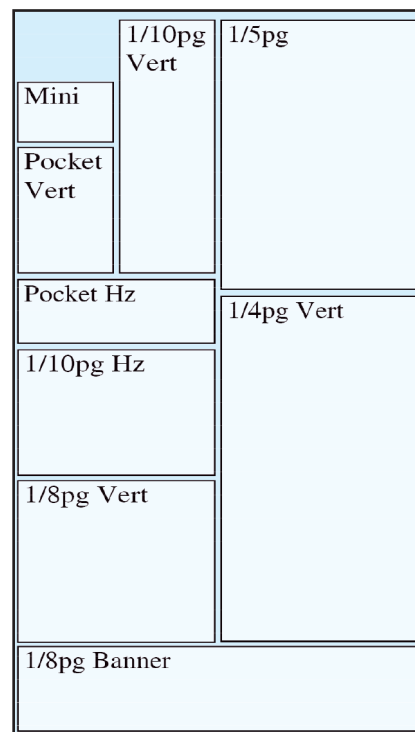 1/10pg
Vert
1/5pg
Mini
Pocket
Vert
Pocket Hz
1/4pg Vert
1/10pg Hz
1/8pg Vert
1/8pg Banner